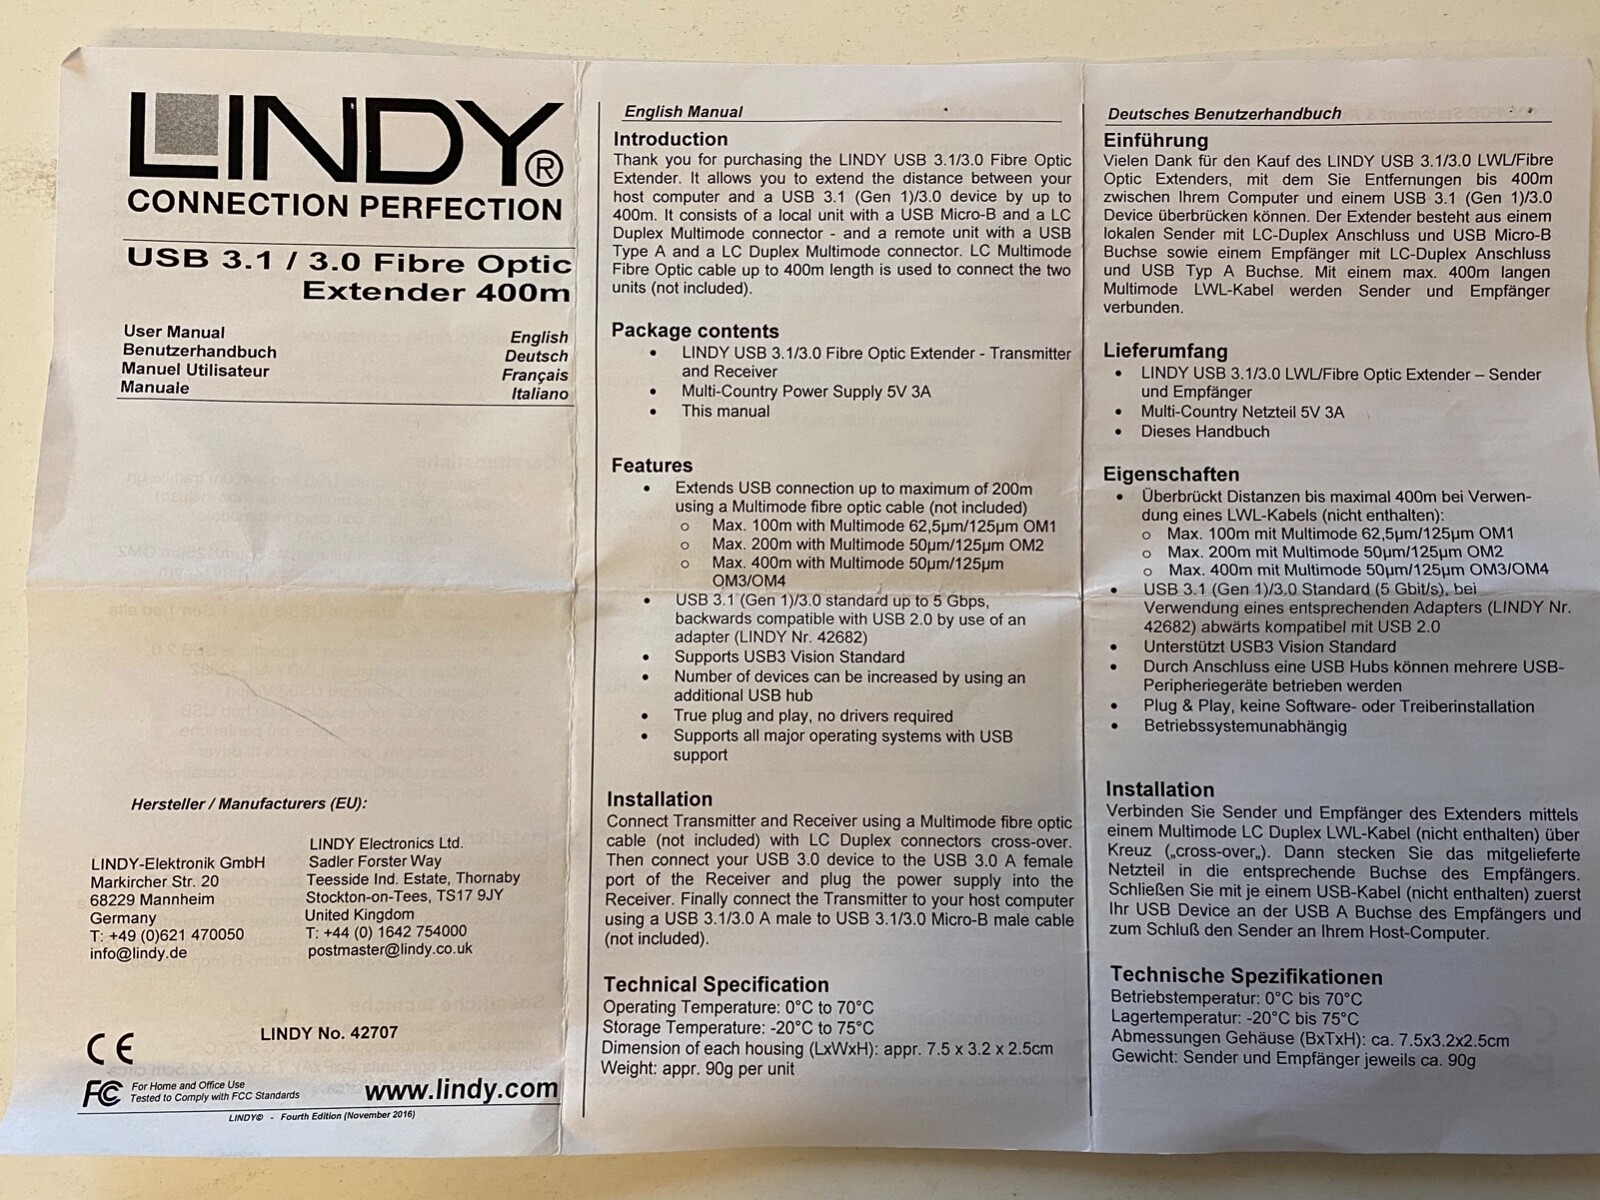 LINDY®
CONNECTION PERFECTION
USB 3.1 / 3.0 Fibre Optic
Extender 400m
User Manual English
Benutzerhandbuch Deutsch
Manuel Utilisateur Français
Manuale Italiano
Hersteller / Manufacturers (EU):
LINDY-Elektronik GmbH
Markircher Str. 20
68229 Mannheim
Germany
T: +49 (0)621 470050
info@lindy.de
LINDY Electronics Ltd.
Sadler Forster Way
Teesside Ind. Estate, Thornaby
Stockton-on-Tees, TS17 9JY
United Kingdom
T: +44 (0) 1642 754000
postmaster@lindy.co.uk
CE
LINDY No. 42707
FC For Home and Office Use
Tested to Comply with FCC Standards
www.lindy.com
LINDY© - Fourth Edition (November 2016)
English Manual
Introduction
Thank you for purchasing the LINDY USB 3.1/3.0 Fibre Optic
Extender. It allows you to extend the distance between your
host computer and a USB 3.1 (Gen 1)/3.0 device by up to
400m. It consists of a local unit with a USB Micro-B and a LC
Duplex Multimode connector - and a remote unit with a USB
Type A and a LC Duplex Multimode connector. LC Multimode
Fibre Optic cable up to 400m length is used to connect the two
units (not included).
Package contents
• LINDY USB 3.1/3.0 Fibre Optic Extender - Transmitter
and Receiver
• Multi-Country Power Supply 5V 3A
• This manual
Features
• Extends USB connection up to maximum of 200m
using a Multimode fibre optic cable (not included)
o Max. 100m with Multimode 62,5µm/125µm OM1
o Max. 200m with Multimode 50µm/125µm OM2
o Max. 400m with Multimode 50µm/125µm
OM3/OM4
• USB 3.1 (Gen 1)/3.0 standard up to 5 Gbps,
backwards compatible with USB 2.0 by use of an
adapter (LINDY Nr. 42682)
• Supports USB3 Vision Standard
• Number of devices can be increased by using an
additional USB hub
• True plug and play, no drivers required
• Supports all major operating systems with USB
support
Installation
Connect Transmitter and Receiver using a Multimode fibre optic
cable (not included) with LC Duplex connectors cross-over.
Then connect your USB 3.0 device to the USB 3.0 A female
port of the Receiver and plug the power supply into the
Receiver. Finally connect the Transmitter to your host computer
using a USB 3.1/3.0 A male to USB 3.1/3.0 Micro-B male cable
(not included).
Technical Specification
Operating Temperature: 0°C to 70°C
Storage Temperature: -20°C to 75°C
Dimension of each housing (LxWxH): appr. 7.5 x 3.2 x 2.5cm
Weight: appr. 90g per unit
Deutsches Benutzerhandbuch
Einführung
Vielen Dank für den Kauf des LINDY USB 3.1/3.0 LWL/Fibre
Optic Extenders, mit dem Sie Entfernungen bis 400m
zwischen Ihrem Computer und einem USB 3.1 (Gen 1)/3.0
Device überbrücken können. Der Extender besteht aus einem
lokalen Sender mit LC-Duplex Anschluss und USB Micro-B
Buchse sowie einem Empfänger mit LC-Duplex Anschluss
und USB Typ A Buchse. Mit einem max. 400m langen
Multimode LWL-Kabel werden Sender und Empfänger
verbunden.
Lieferumfang
• LINDY USB 3.1/3.0 LWL/Fibre Optic Extender – Sender
und Empfänger
• Multi-Country Netzteil 5V 3A
• Dieses Handbuch
Eigenschaften
• Überbrückt Distanzen bis maximal 400m bei Verwen-
dung eines LWL-Kabels (nicht enthalten):
o Max. 100m mit Multimode 62,5µm/125µm OM1
o Max. 200m mit Multimode 50µm/125µm OM2
o Max. 400m mit Multimode 50µm/125µm OM3/OM4
• USB 3.1 (Gen 1)/3.0 Standard (5 Gbit/s), bei
Verwendung eines entsprechenden Adapters (LINDY Nr.
42682) abwärts kompatibel mit USB 2.0
• Unterstützt USB3 Vision Standard
• Durch Anschluss eine USB Hubs können mehrere USB-
Peripheriegeräte betrieben werden
• Plug & Play, keine Software- oder Treiberinstallation
• Betriebssystemunabhängig
Installation
Verbinden Sie Sender und Empfänger des Extenders mittels
einem Multimode LC Duplex LWL-Kabel (nicht enthalten) über
Kreuz („cross-over„). Dann stecken Sie das mitgelieferte
Netzteil in die entsprechende Buchse des Empfängers.
Schließen Sie mit je einem USB-Kabel (nicht enthalten) zuerst
Ihr USB Device an der USB A Buchse des Empfängers und
zum Schluß den Sender an Ihrem Host-Computer.
Technische Spezifikationen
Betriebstemperatur: 0°C bis 70°C
Lagertemperatur: -20°C bis 75°C
Abmessungen Gehäuse (BxTxH): ca. 7.5x3.2x2.5cm
Gewicht: Sender und Empfänger jeweils ca. 90g